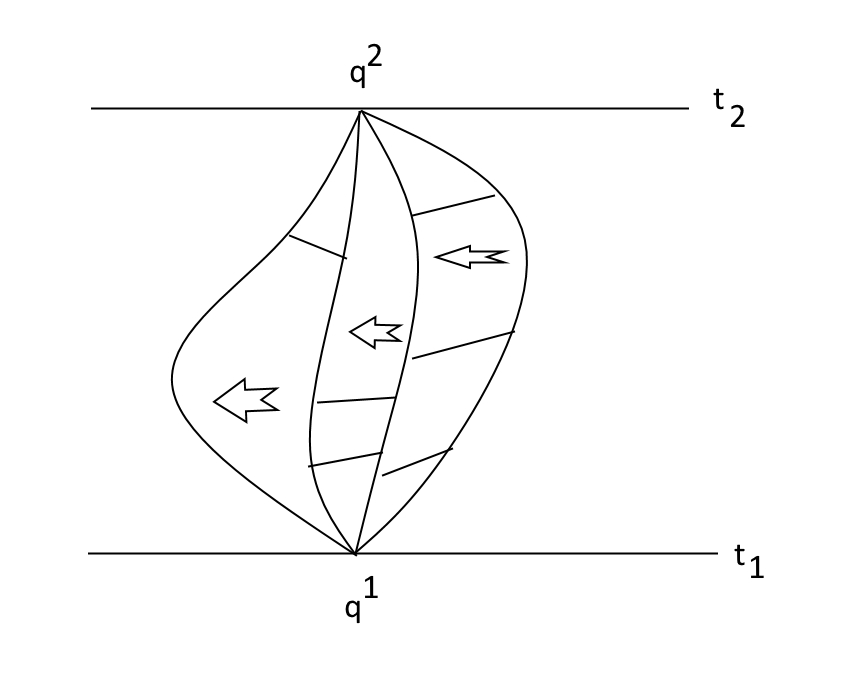 q²
t₂
t₁
q¹